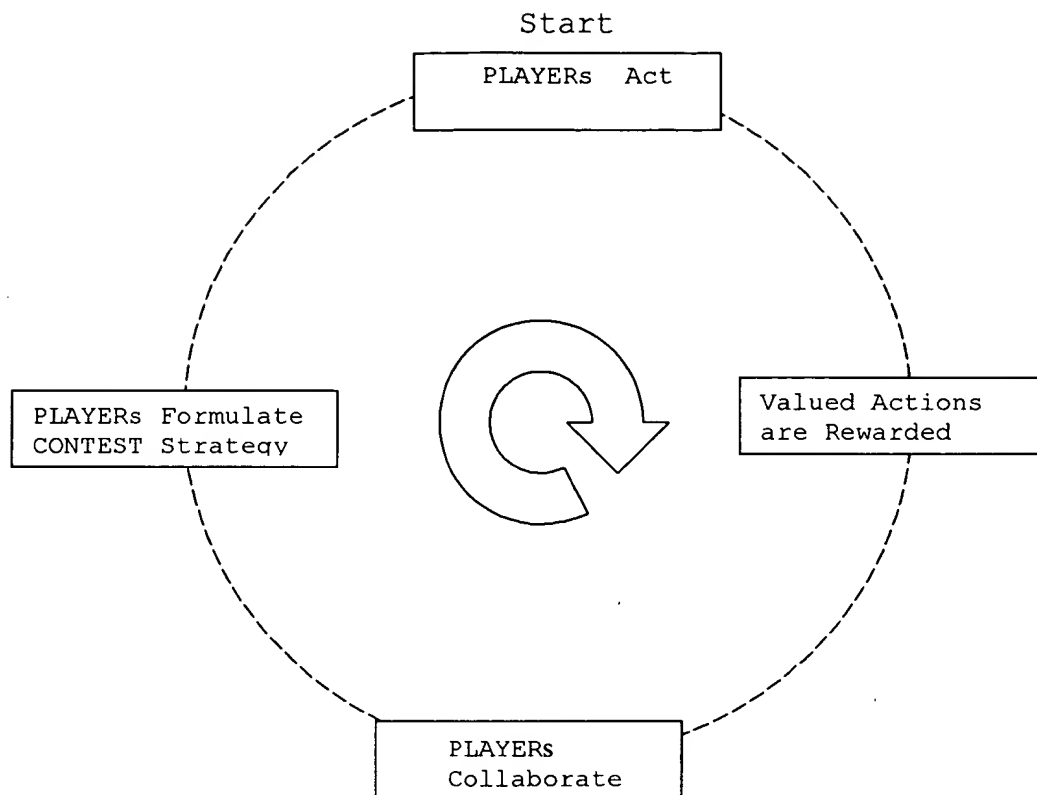 Start
PLAYERs Act
PLAYERs Formulate
CONTEST Strategy
Valued Actions
are Rewarded
PLAYERs
Collaborate